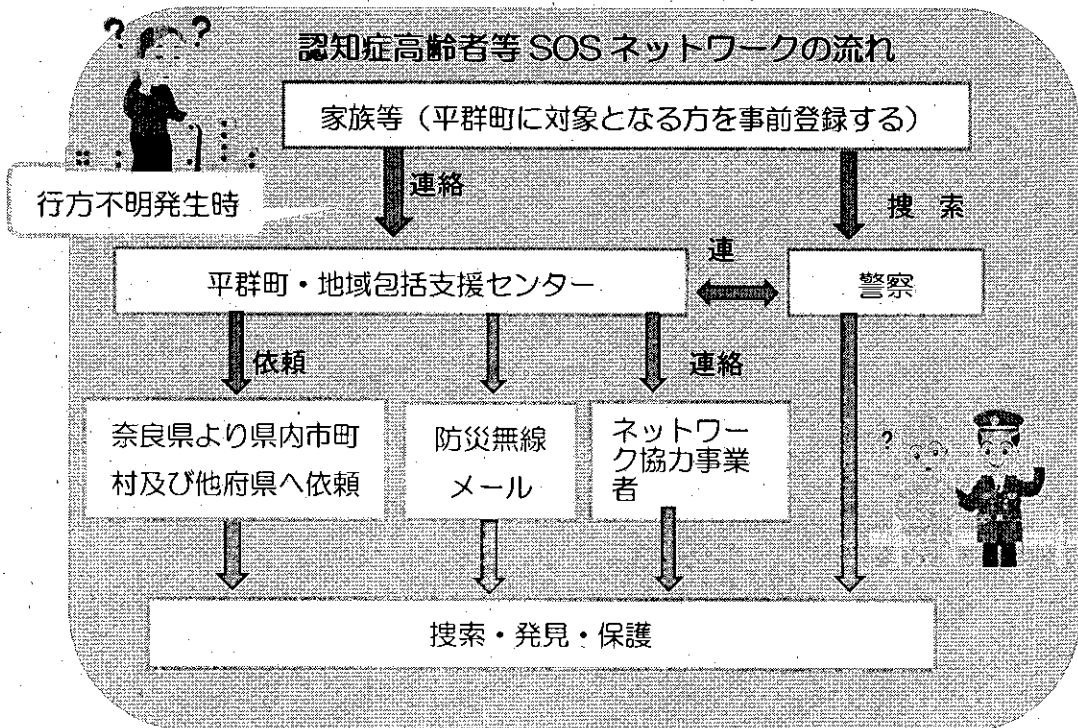 認知症高齢者等 SOS ネットワークの流れ
家族等（平群町に対象となる方を事前登録する）
行方不明発生時
連絡
捜 索
平群町・地域包括支援センター
連
警察
依頼
連絡
奈良県より県内市町
村及び他府県へ依頼
防災無線
メール
ネットワー
ク協力事業
者
捜索・発見・保護